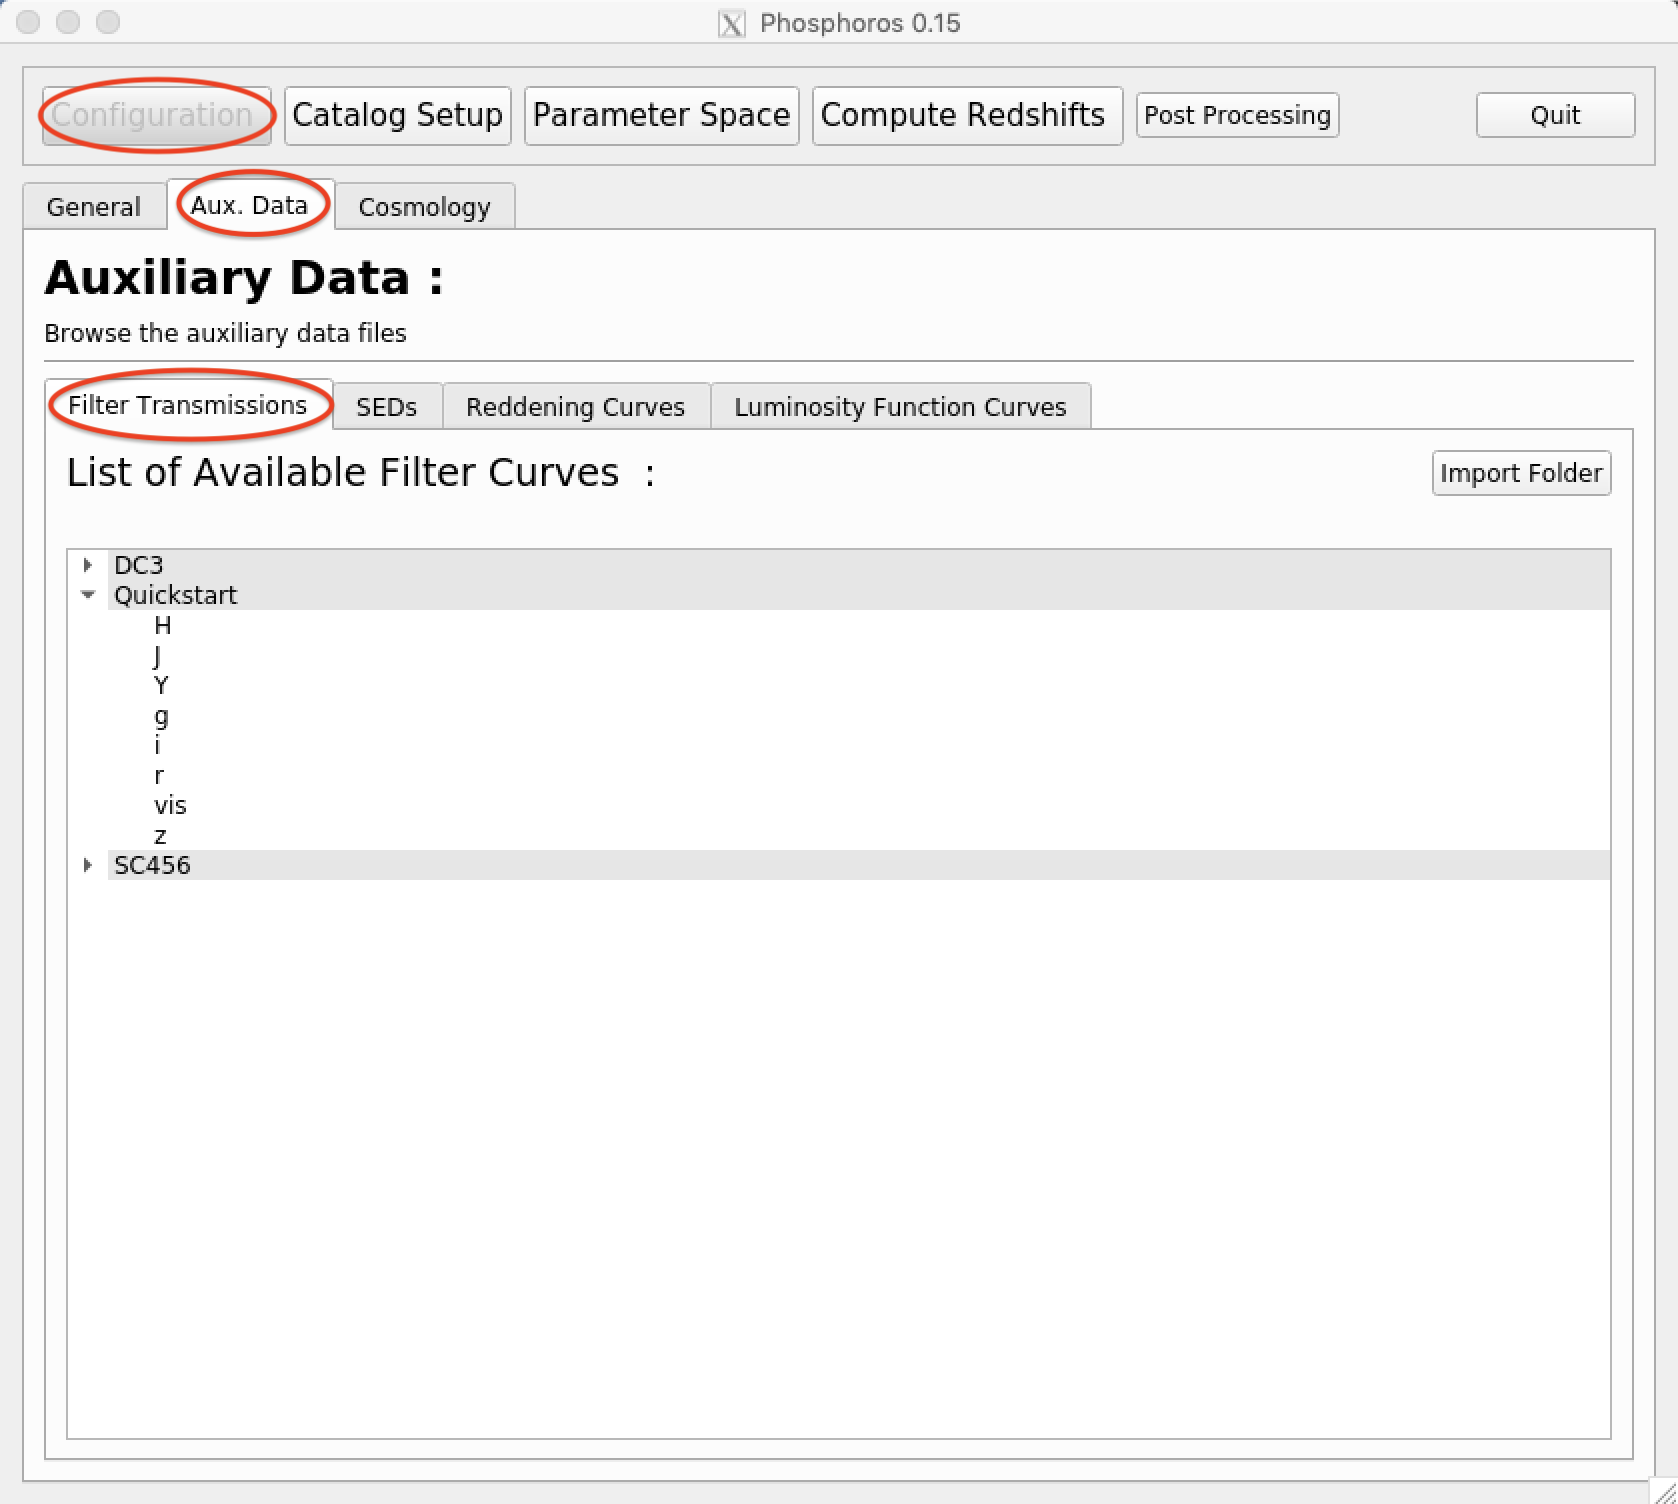 Phosphoros 0.15
Configuration Catalog Setup Parameter Space Compute Redshifts Post Processing Quit
General Aux. Data Cosmology
Auxiliary Data :
Browse the auxiliary data files
Filter Transmissions SEDs Reddening Curves Luminosity Function Curves
List of Available Filter Curves : Import Folder
DC3
Quickstart
H
J
Y
g
i
r
vis
z
SC456